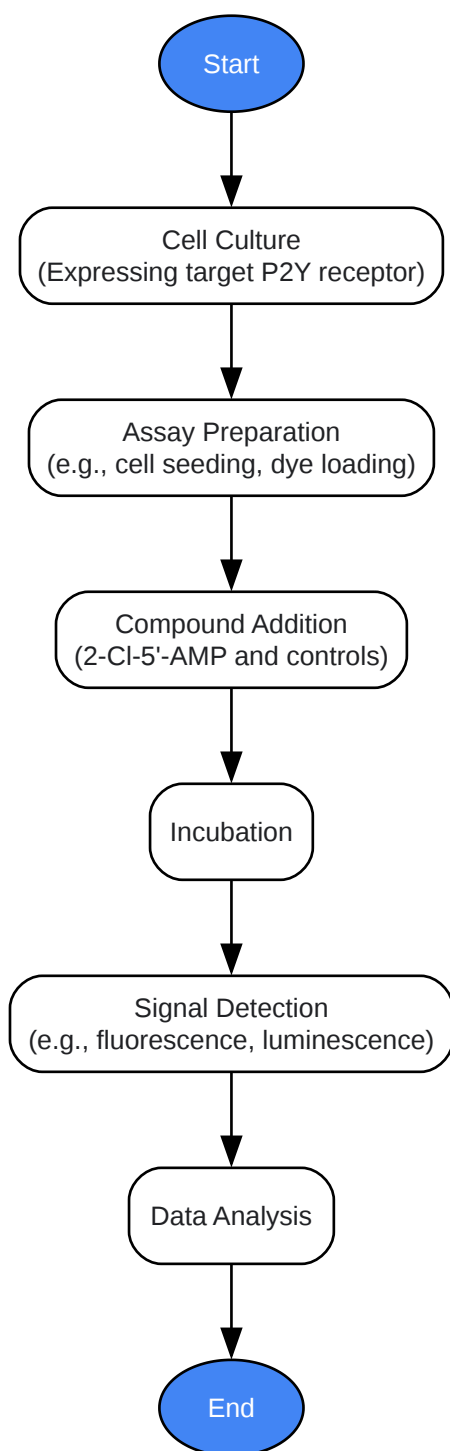 Start
Cell Culture
(Expressing target P2Y receptor)
Assay Preparation
(e.g., cell seeding, dye loading)
Compound Addition
(2-Cl-5'-AMP and controls)
Incubation
Signal Detection
(e.g., fluorescence, luminescence)
Data Analysis
End